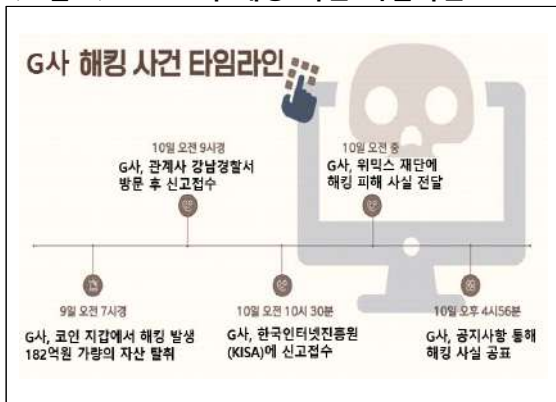 G사 해킹 사건 타임라인
10일 오전 9시경
G사, 관계사 강남경찰서
방문 후 신고접수
10일 오전 중
G사, 위믹스 재단에
해킹 피해 사실 전달
9일 오전 7시경
G사, 코인 지갑에서 해킹 발생
182억원 가량의 자산 탈취
10일 오전 10시 30분
G사, 한국인터넷진흥원
(KISA)에 신고접수
10일 오후 4시56분
G사, 공지사항 통해
해킹 사실 공표